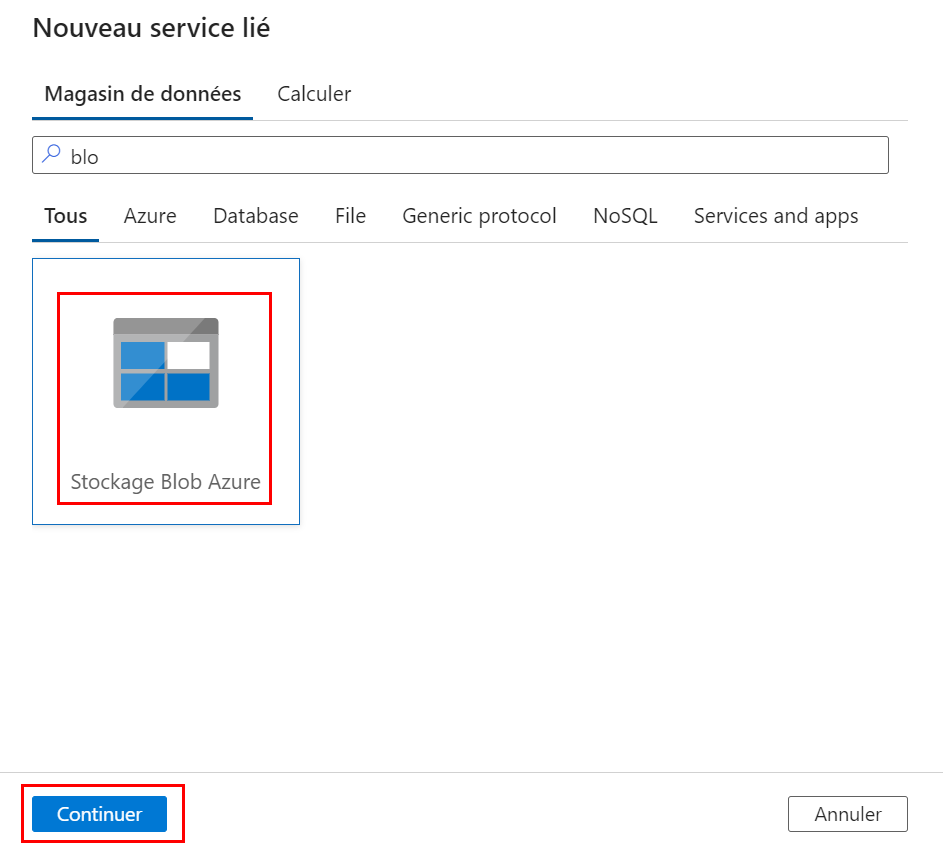 Nouveau service lié
Magasin de données Calculer
blo
Tous Azure Database File Generic protocol NoSQL Services and apps
Stockage Blob Azure
Continuer Annuler